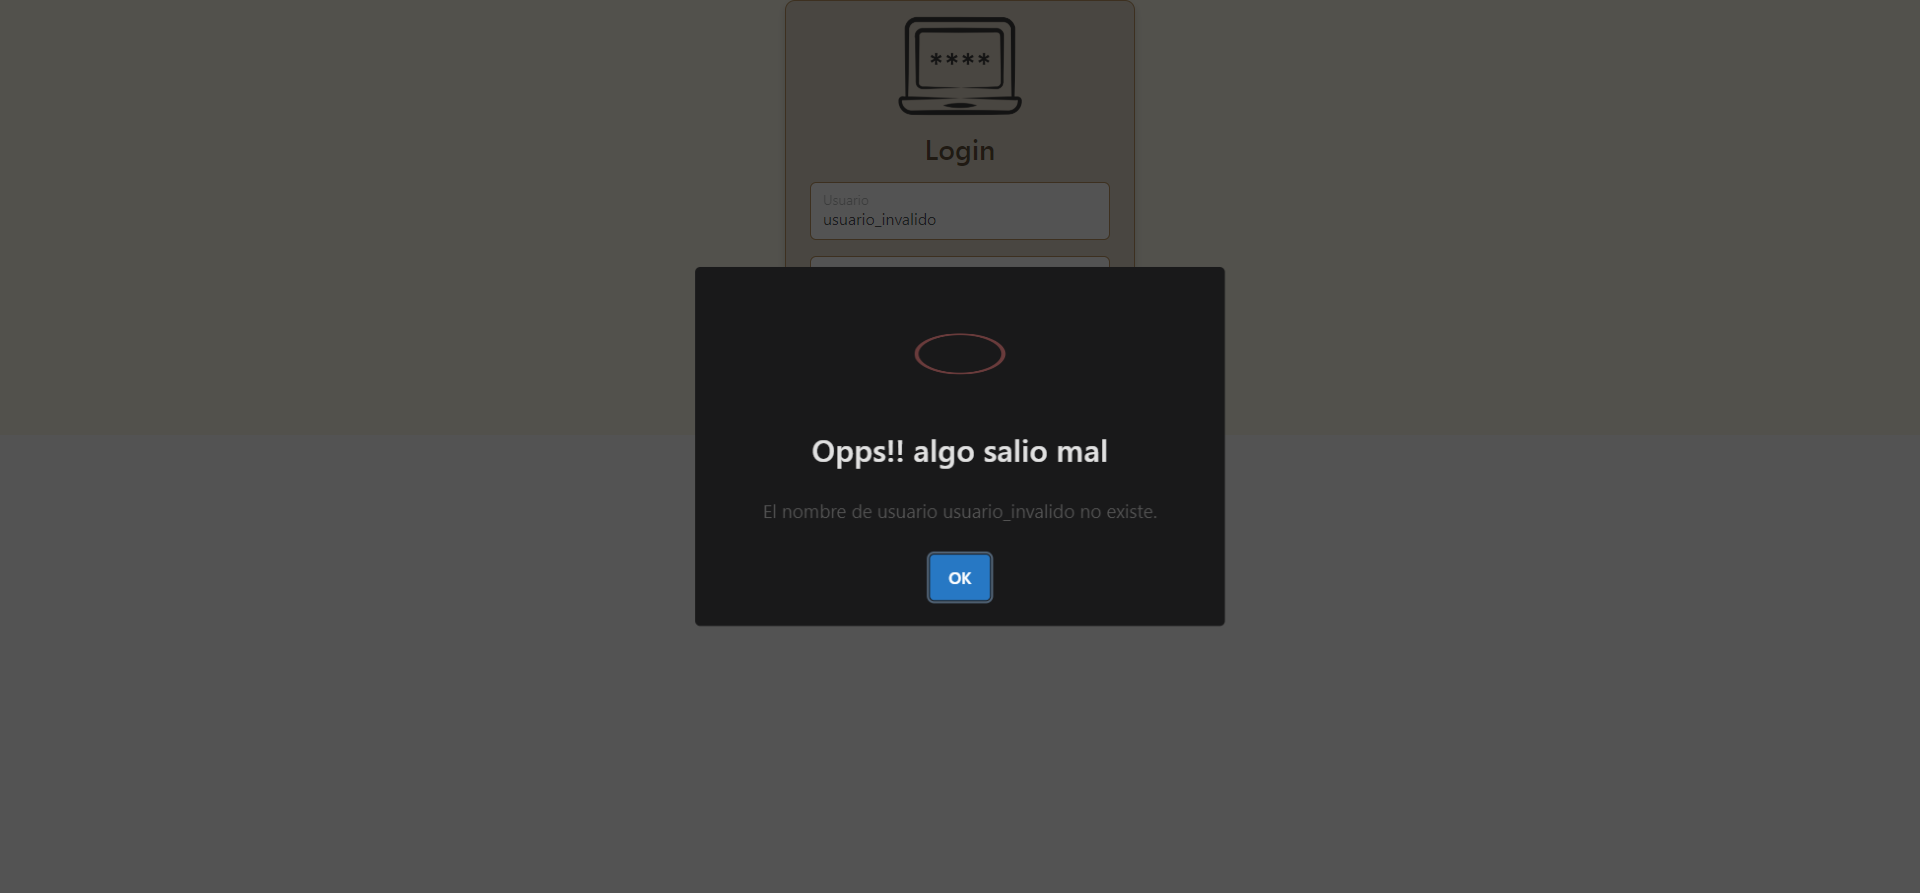 ****
Login
Usuario
usuario_invalido
Opps!! algo salio mal
El nombre de usuario usuario_invalido no existe.
OK